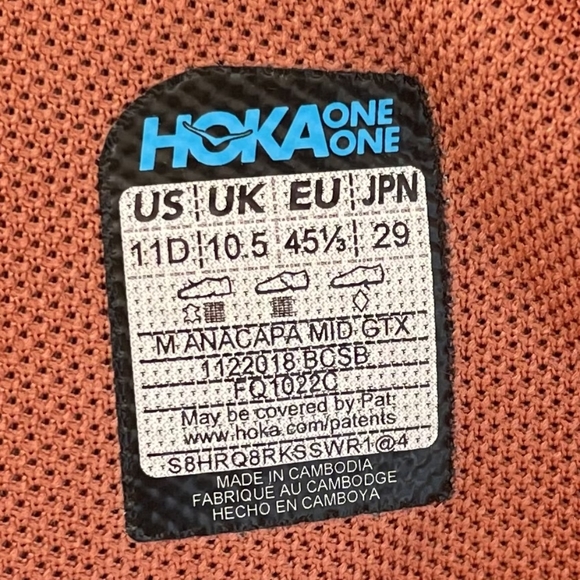 HOKA ONE ONE
US UK EU JPN
11D 10.5 45⅓ 29
M ANACAPA MID GTX
1122018 BCSB
FQ1022C
May be covered by Pat:
www.hoka.com/patents
S8HRQ8RKSSWR1@4
MADE IN CAMBODIA
FABRIQUE AU CAMBODGE
HECHO EN CAMBOYA